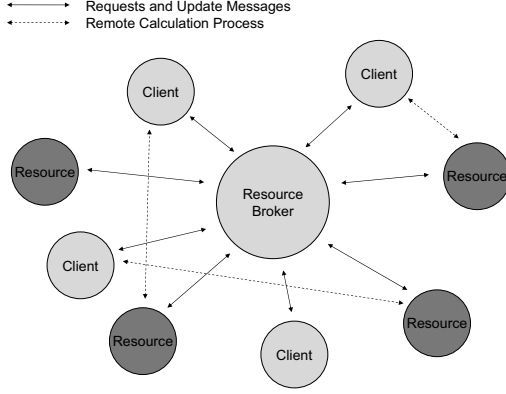 Requests and Update Messages
Remote Calculation Process
Client
Client
Resource
Resource
Resource
Broker
Client
Resource
Resource
Client